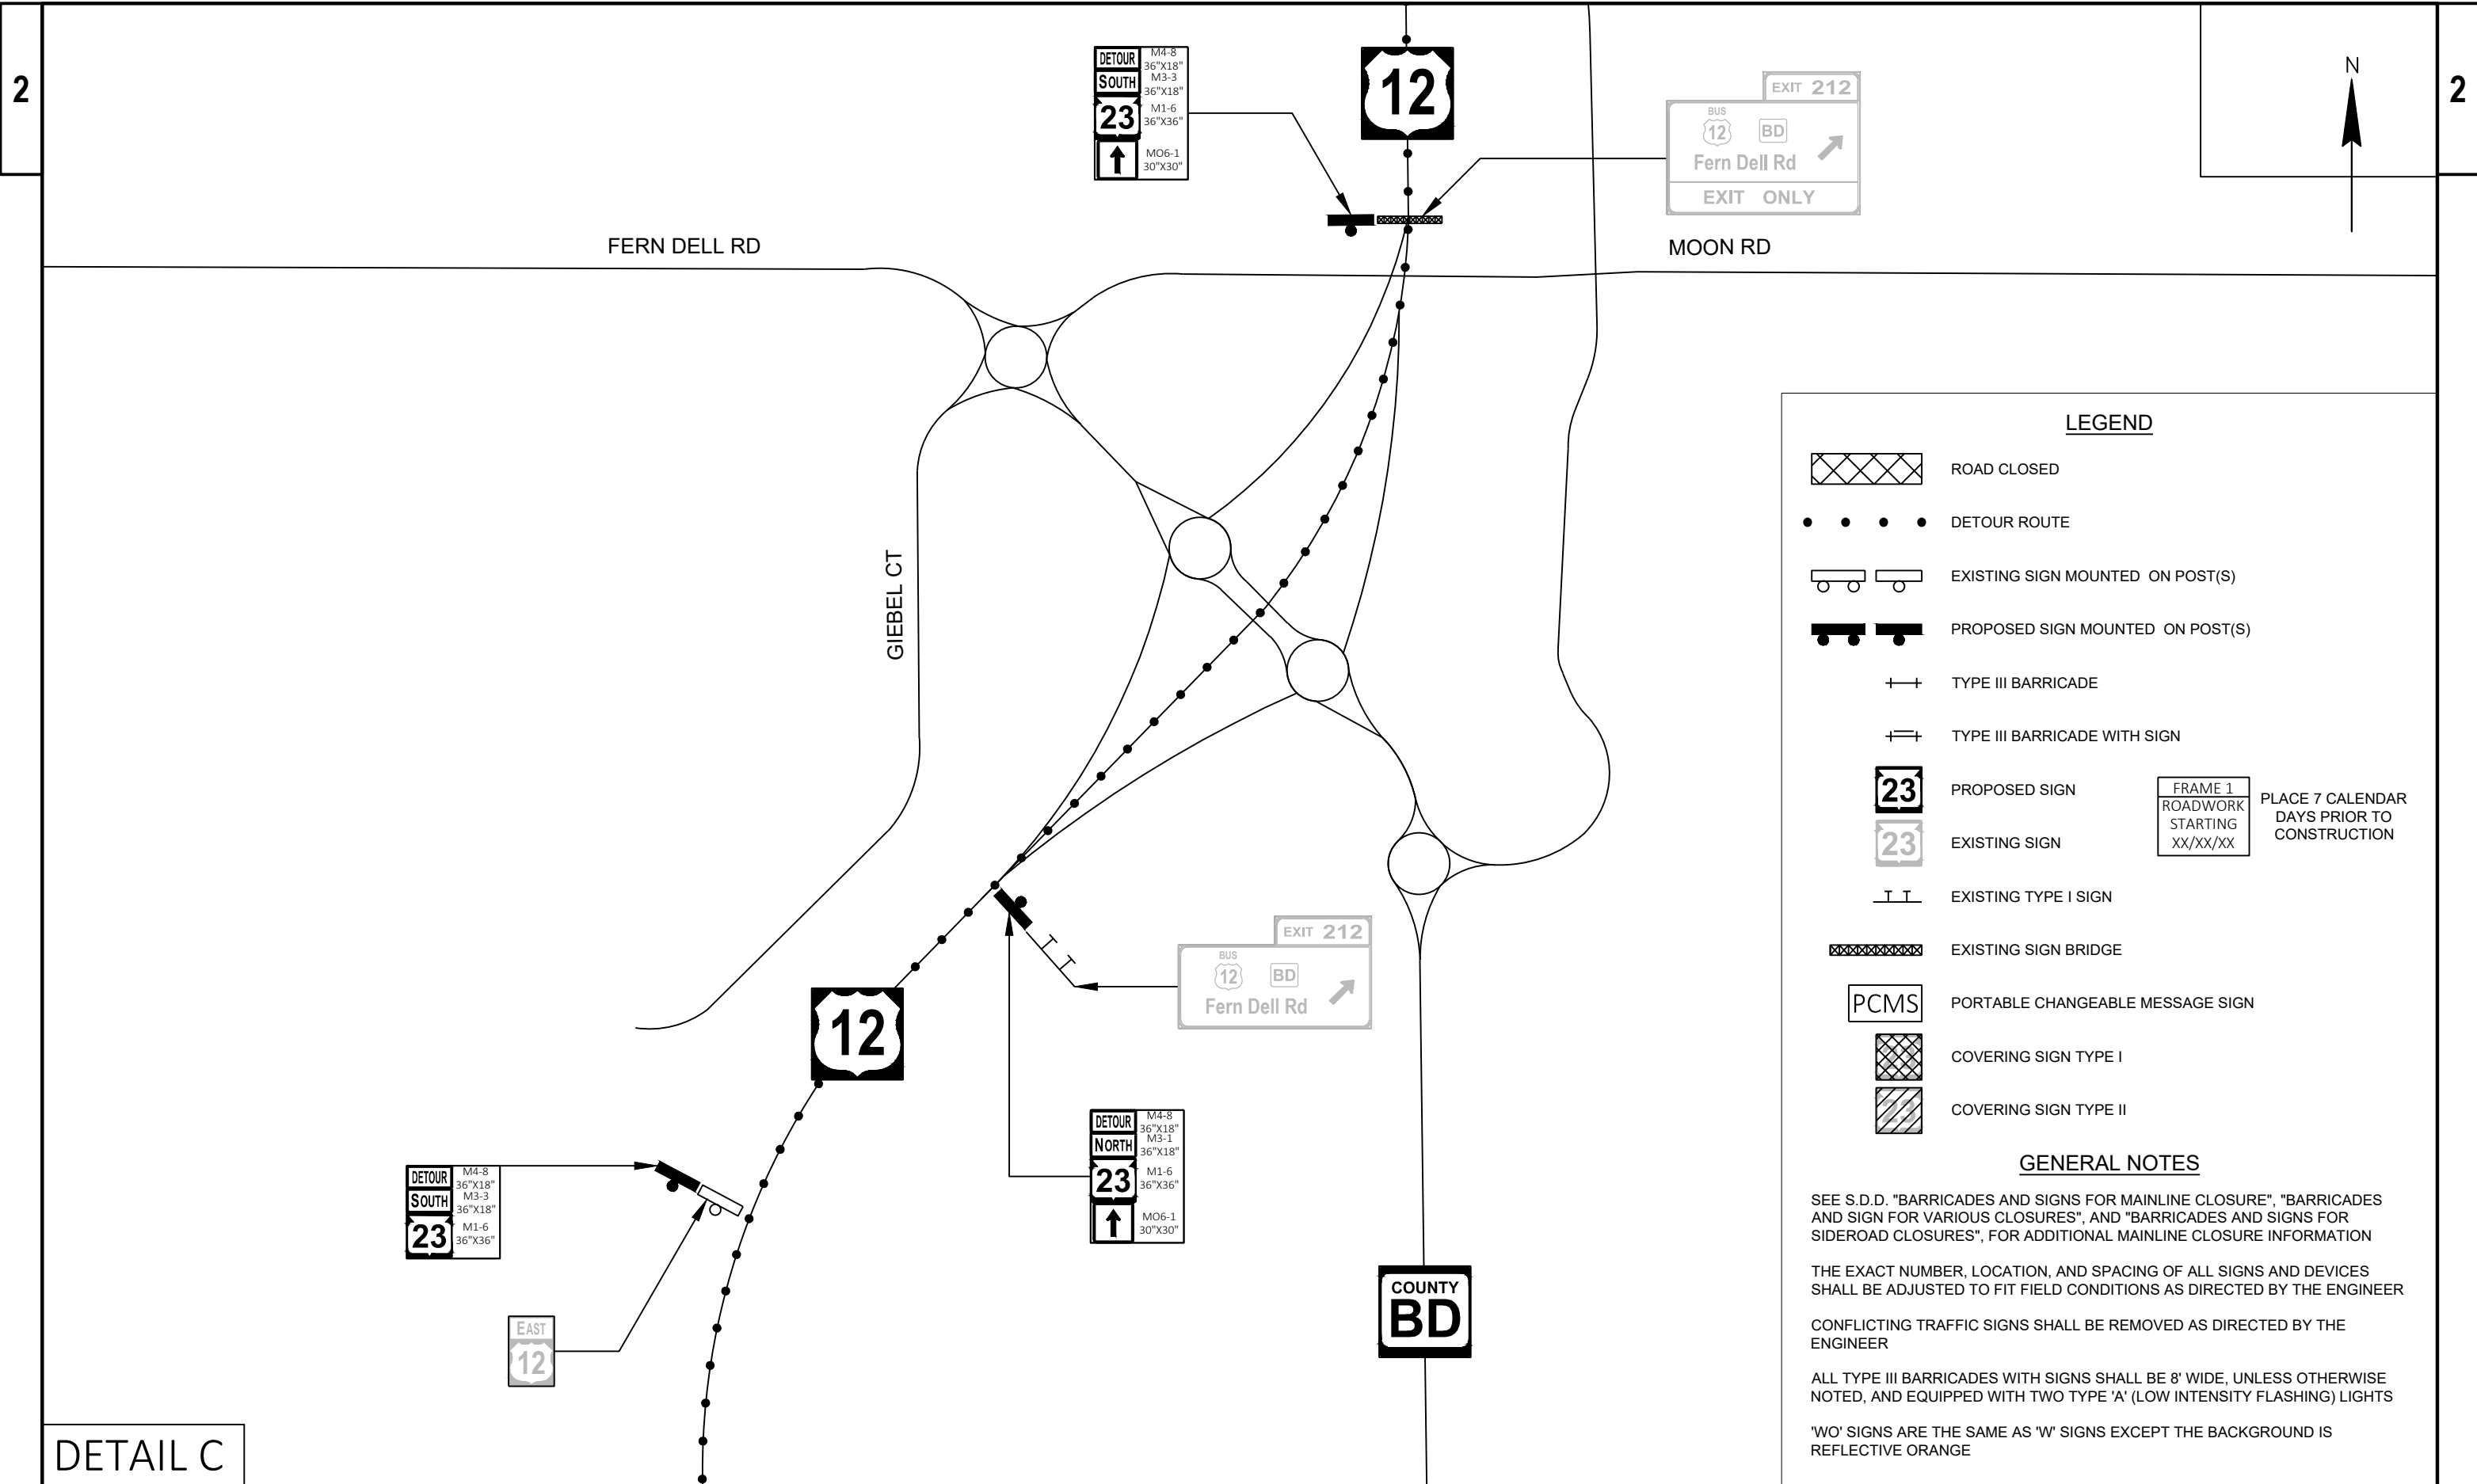 2
2
DETOUR
M4-8
36"X18"
SOUTH
M3-3
36"X18"
23
M1-6
36"X36"
MO6-1
30"X30"
12
EXIT 212
BUS
12
BD
Fern Dell Rd
EXIT ONLY
N
FERN DELL RD
MOON RD
GIEBEL CT
EXIT 212
BUS
12
BD
Fern Dell Rd
12
DETOUR
M4-8
36"X18"
NORTH
M3-1
36"X18"
23
M1-6
36"X36"
MO6-1
30"X30"
DETOUR
M4-8
36"X18"
SOUTH
M3-3
36"X18"
23
M1-6
36"X36"
EAST
12
COUNTY
BD
DETAIL C
LEGEND
ROAD CLOSED
DETOUR ROUTE
EXISTING SIGN MOUNTED ON POST(S)
PROPOSED SIGN MOUNTED ON POST(S)
TYPE III BARRICADE
TYPE III BARRICADE WITH SIGN
23
PROPOSED SIGN
FRAME 1
ROADWORK
STARTING
XX/XX/XX
PLACE 7 CALENDAR
DAYS PRIOR TO
CONSTRUCTION
23
EXISTING SIGN
EXISTING TYPE I SIGN
EXISTING SIGN BRIDGE
PCMS
PORTABLE CHANGEABLE MESSAGE SIGN
23
COVERING SIGN TYPE I
23
COVERING SIGN TYPE II
GENERAL NOTES
SEE S.D.D. "BARRICADES AND SIGNS FOR MAINLINE CLOSURE", "BARRICADES
AND SIGN FOR VARIOUS CLOSURES", AND "BARRICADES AND SIGNS FOR
SIDEROAD CLOSURES", FOR ADDITIONAL MAINLINE CLOSURE INFORMATION
THE EXACT NUMBER, LOCATION, AND SPACING OF ALL SIGNS AND DEVICES
SHALL BE ADJUSTED TO FIT FIELD CONDITIONS AS DIRECTED BY THE ENGINEER
CONFLICTING TRAFFIC SIGNS SHALL BE REMOVED AS DIRECTED BY THE
ENGINEER
ALL TYPE III BARRICADES WITH SIGNS SHALL BE 8' WIDE, UNLESS OTHERWISE
NOTED, AND EQUIPPED WITH TWO TYPE 'A' (LOW INTENSITY FLASHING) LIGHTS
'WO' SIGNS ARE THE SAME AS 'W' SIGNS EXCEPT THE BACKGROUND IS
REFLECTIVE ORANGE